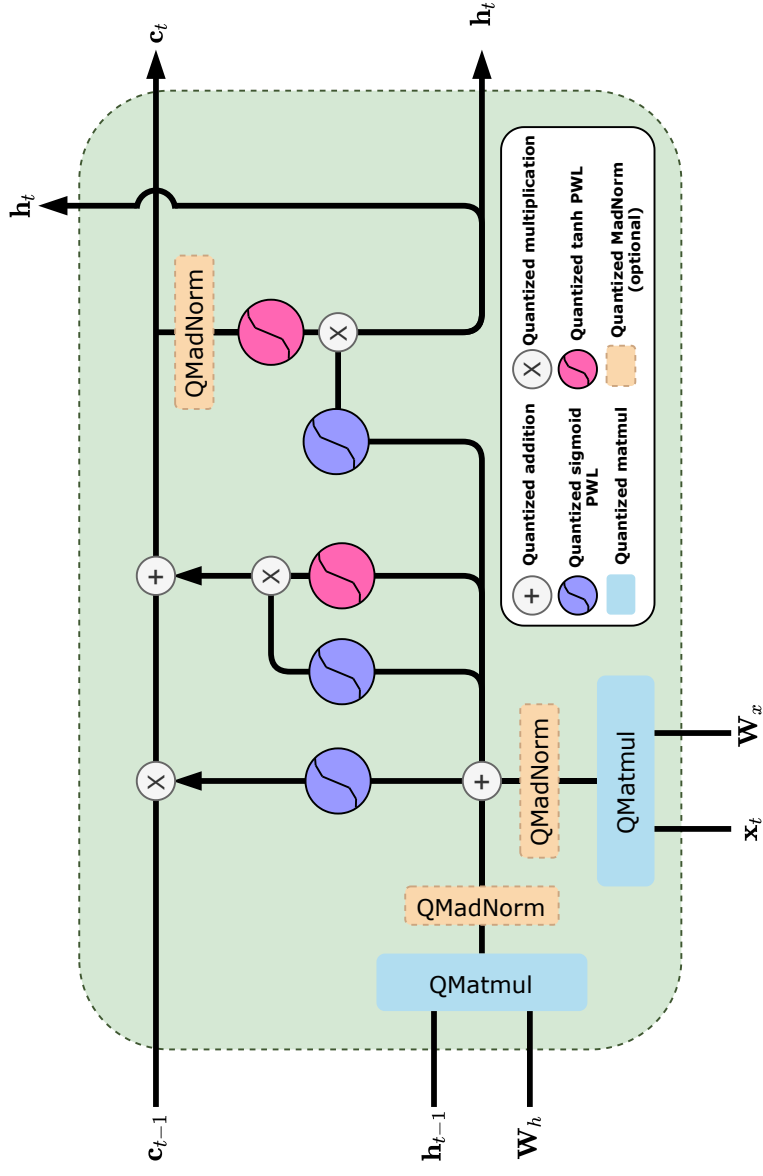 h_t
c_t
h_t
QMadNorm
X
+
X
X
+
QMadNorm
QMadNorm
QMatmul
QMatmul
c_{t−1}
h_{t−1}
W_h
x_t
W_x
+ Quantized addition
X Quantized multiplication
Quantized sigmoid
PWL
Quantized tanh PWL
Quantized matmul
Quantized MadNorm
(optional)